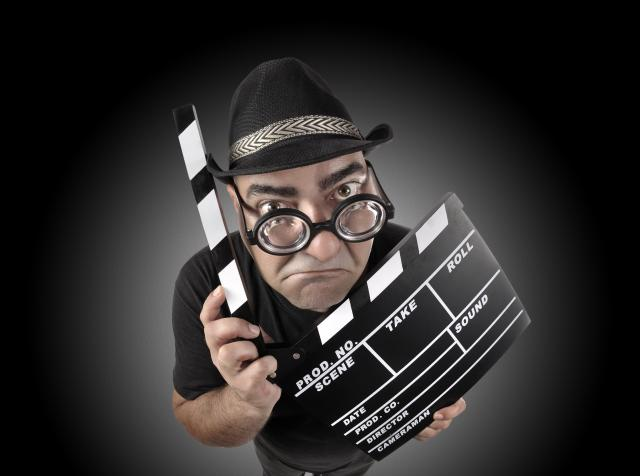 PROD. NO.
SCENE
TAKE
ROLL
SOUND
DATE
PROD. CO.
DIRECTOR
CAMERAMAN